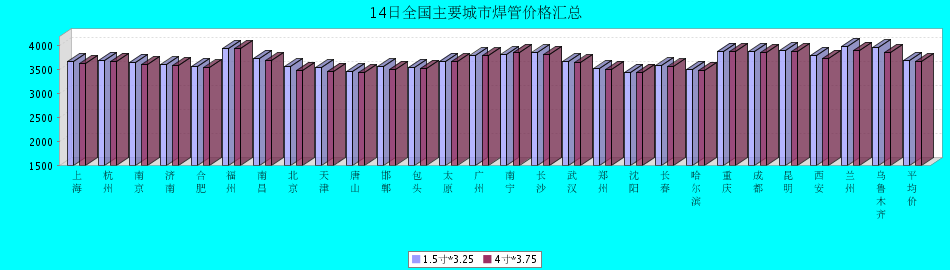 14日全国主要城市焊管价格汇总
4000
3500
3000
2500
2000
1500
上海 杭州 南京 济南 合肥 福州 南昌 北京 天津 唐山 邯郸 包头 太原 广州 南宁 长沙 武汉 郑州 沈阳 长春 哈尔滨 重庆 成都 昆明 西安 兰州 乌鲁木齐 平均价
1.5寸*3.25 4寸*3.75